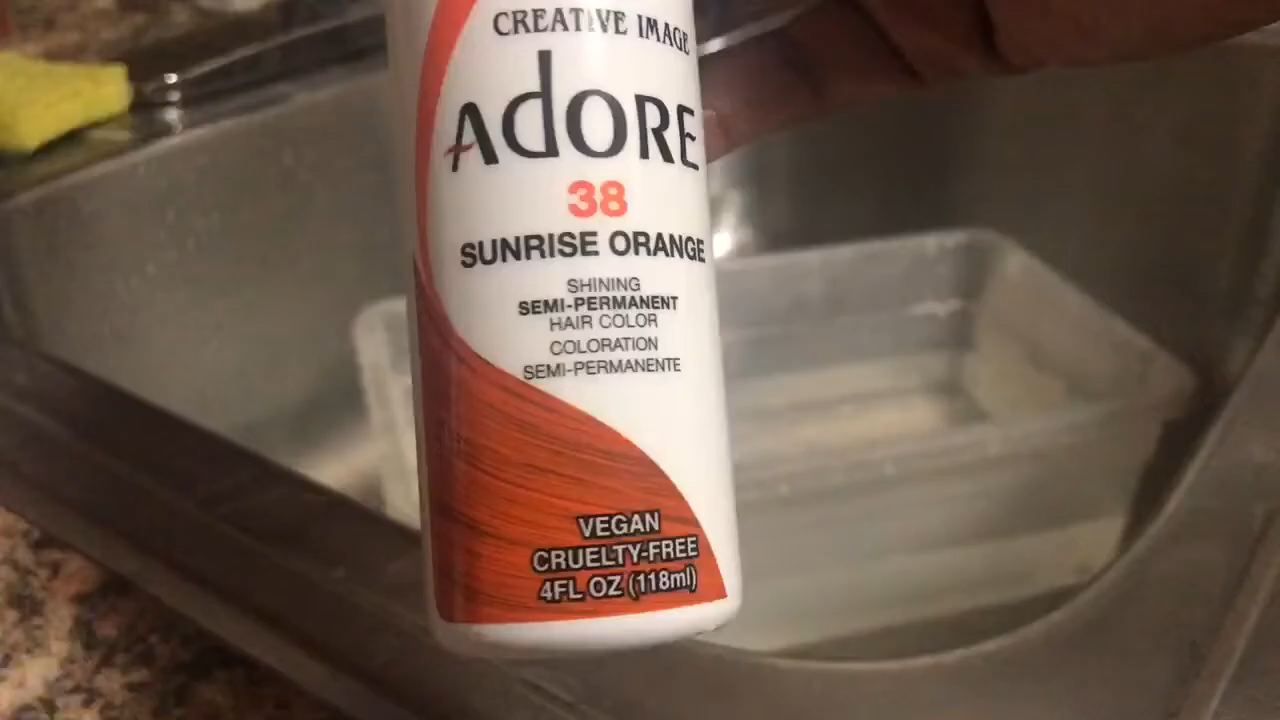 CREATIVE IMAGE
ADORE
38
SUNRISE ORANGE
SHINING
SEMI-PERMANENT
HAIR COLOR
COLORATION
SEMI-PERMANENTE
VEGAN
CRUELTY-FREE
4FL OZ (118ml)